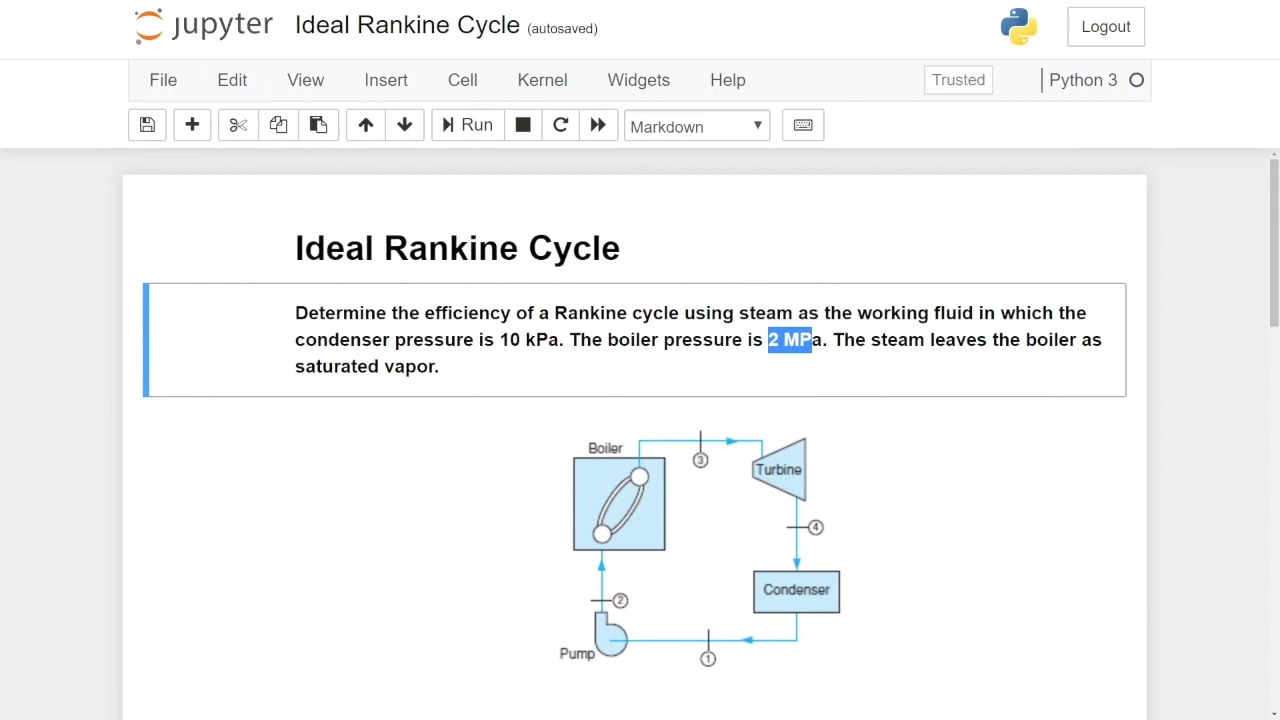 jupyter Ideal Rankine Cycle (autosaved) Logout
File Edit View Insert Cell Kernel Widgets Help Trusted Python 3
Run Markdown
Ideal Rankine Cycle
Determine the efficiency of a Rankine cycle using steam as the working fluid in which the
condenser pressure is 10 kPa. The boiler pressure is 2 MPa. The steam leaves the boiler as
saturated vapor.
Boiler
3
Turbine
4
Condenser
2
Pump
1